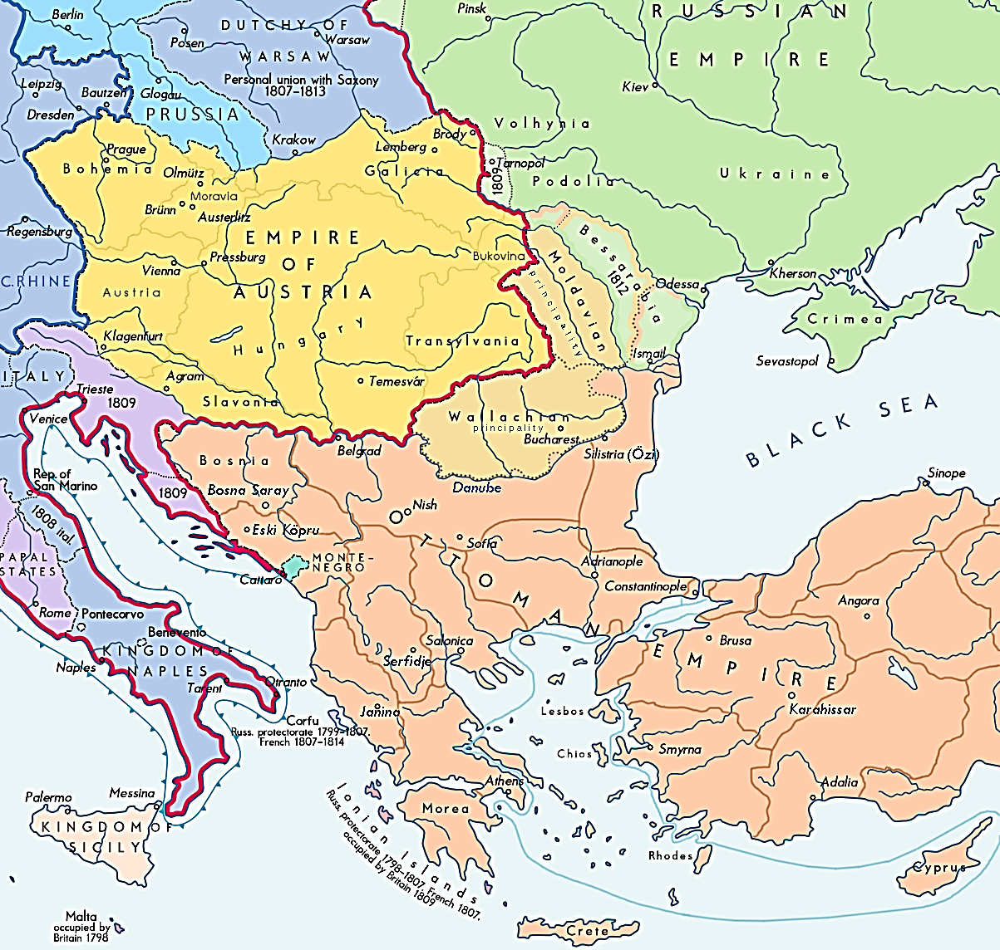 Berlin
Pinsk
RUSSIAN
EMPIRE
DUTCHY OF
WARSAW
Posen
Warsaw
Personal union with Saxony
1807–1813
Leipzig
Bautzen
Dresden
Glogau
PRUSSIA
Kiev
Volhynia
Krakow
Brody
Lemberg
Galicia
Tarnopol
1809
Podolia
Ukraine
Prague
Bohemia
Olmütz
Moravia
Brünn
Austerlitz
Regensburg
EMPIRE
OF
AUSTRIA
Pressburg
Vienna
Austria
C.RHINE
Bukovina
Moldavian
principality
Bessarabia
1812
Odessa
Kherson
Crimea
Sevastopol
Ismail
Klagenfurt
Hungary
Transylvania
ITALY
Trieste
1809
Agram
Slavonia
Temesvár
Venice
Wallachian
principality
Bucharest
Silistria (Özi)
BLACK SEA
Belgrad
Bosnia
Bosna Saray
Danube
Sinope
Rep. of
San Marino
1809
1808 ital.
Nish
Eski Köpru
Sofia
OTTOMAN
EMPIRE
MONTE-
NEGRO
Cattaro
Adrianople
Constantinople
PAPAL
STATES
Rome
Pontecorvo
Benevento
KINGDOM OF
NAPLES
Naples
Tarent
Otranto
Angora
Salonica
Serfidje
Brusa
Janina
Lesbos
Karahissar
Corfu
Russ. protectorate 1799–1807.
French 1807–1814
Chios
Smyrna
Athens
Adalia
Morea
Ionian Islands
Russ. protectorate 1798–1807. French 1807.
occupied by Britain 1809
Messina
Palermo
KINGDOM OF
SICILY
Rhodes
Cyprus
Malta
occupied by
Britain 1798
Crete